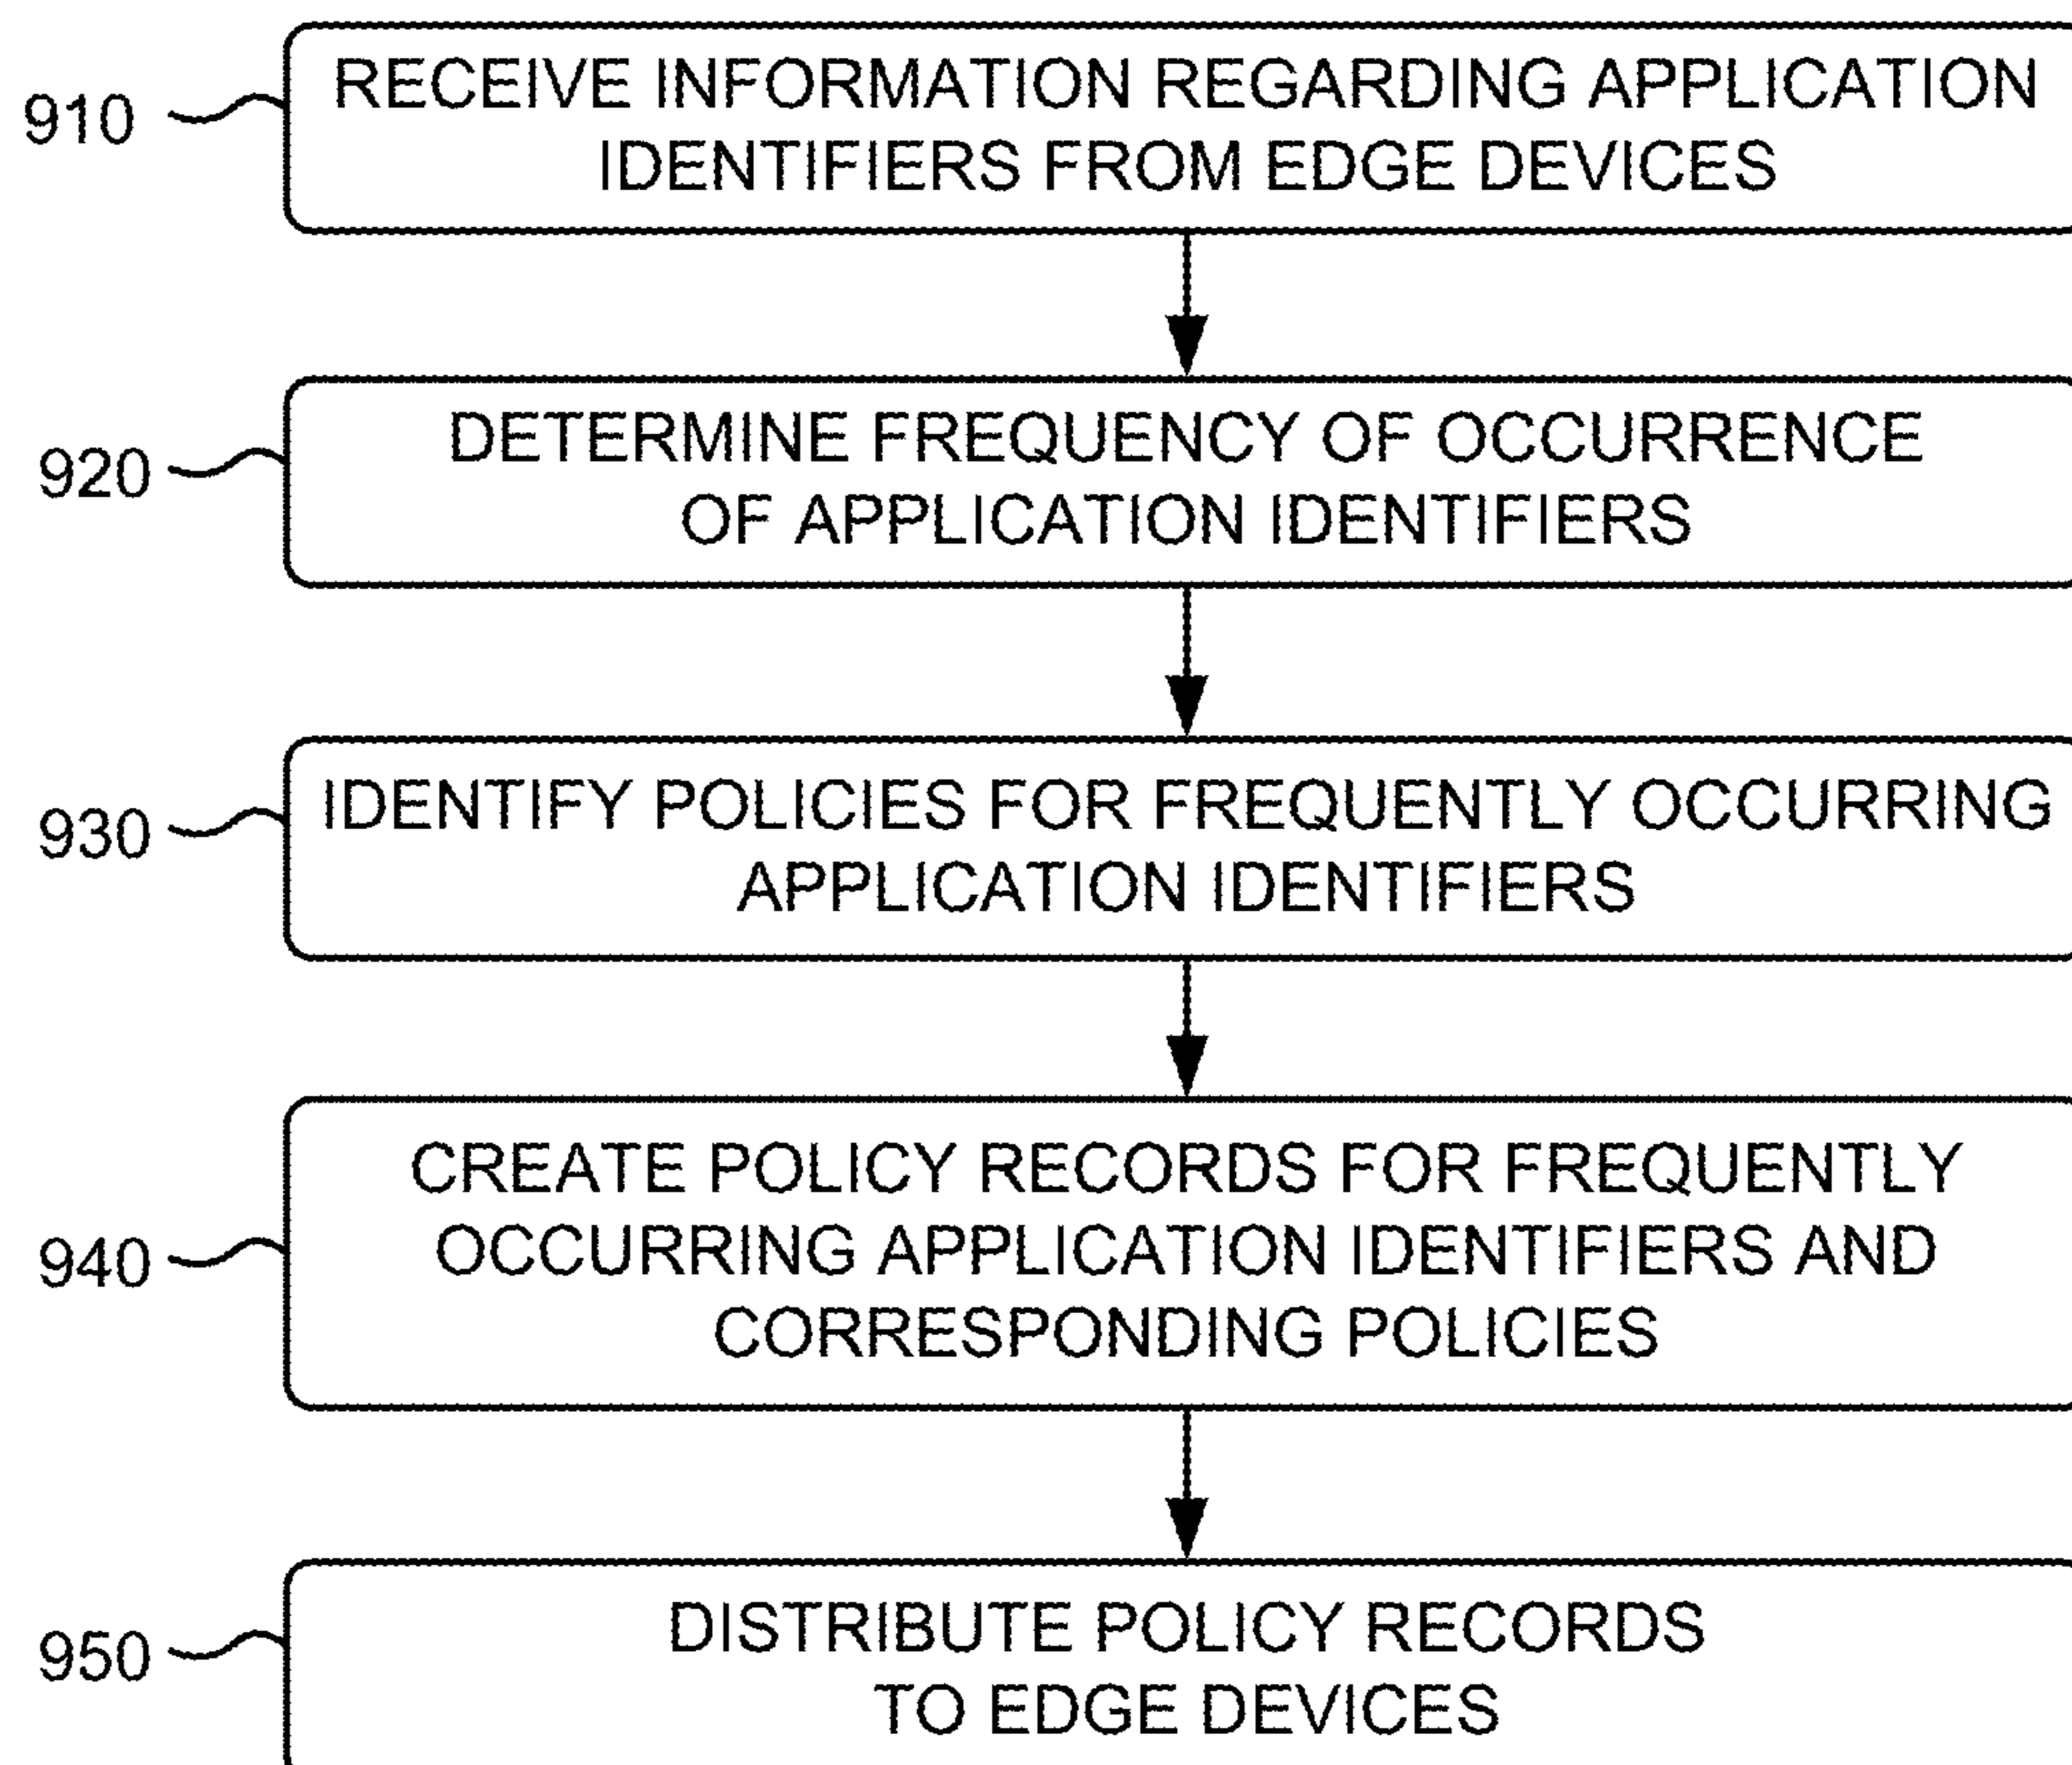 910
RECEIVE INFORMATION REGARDING APPLICATION
IDENTIFIERS FROM EDGE DEVICES
920
DETERMINE FREQUENCY OF OCCURRENCE
OF APPLICATION IDENTIFIERS
930
IDENTIFY POLICIES FOR FREQUENTLY OCCURRING
APPLICATION IDENTIFIERS
940
CREATE POLICY RECORDS FOR FREQUENTLY
OCCURRING APPLICATION IDENTIFIERS AND
CORRESPONDING POLICIES
950
DISTRIBUTE POLICY RECORDS
TO EDGE DEVICES